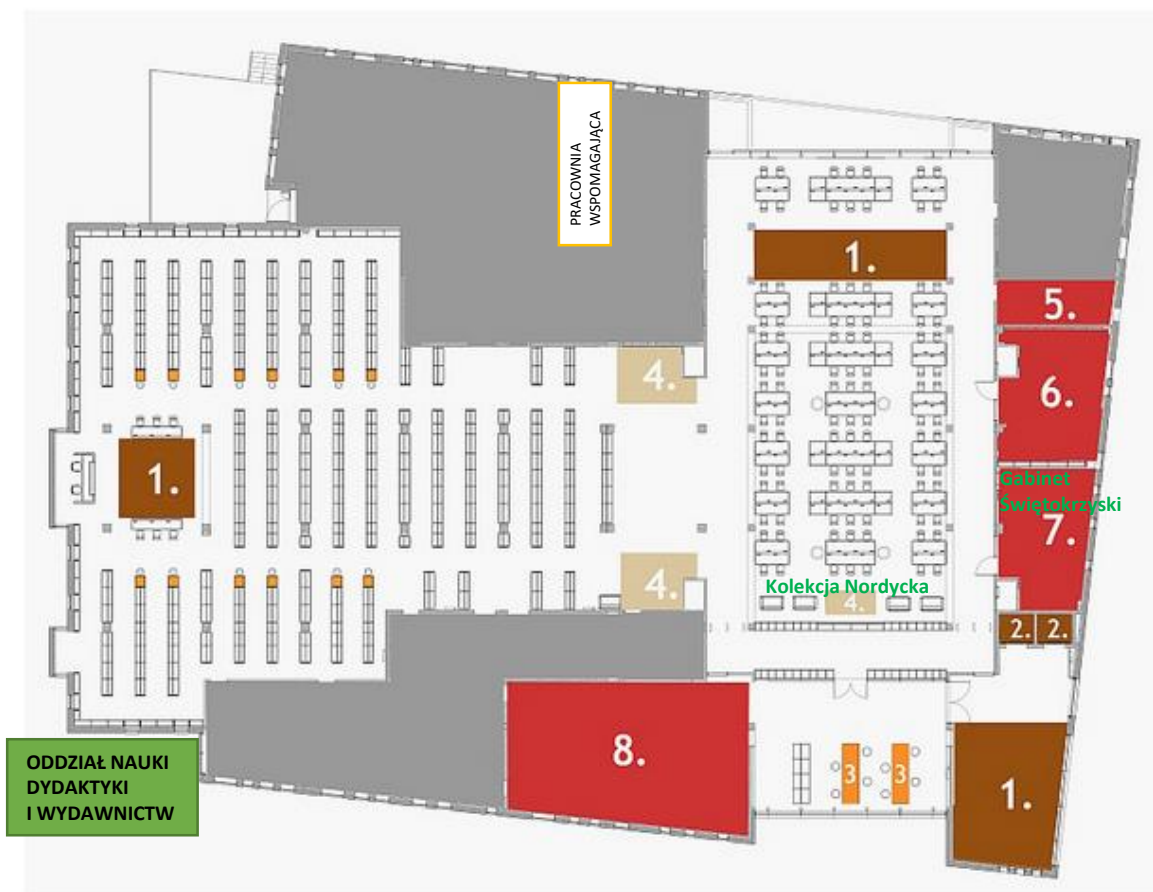 PRACOWNIA
WSPOMAGAJĄCA
1.
5.
6.
4.
1.
Gabinet
Świętokrzyski
7.
4.
Kolekcja Nordycka
4.
2. 2.
8.
3 3
1.
ODDZIAŁ NAUKI
DYDAKTYKI
I WYDAWNICTW